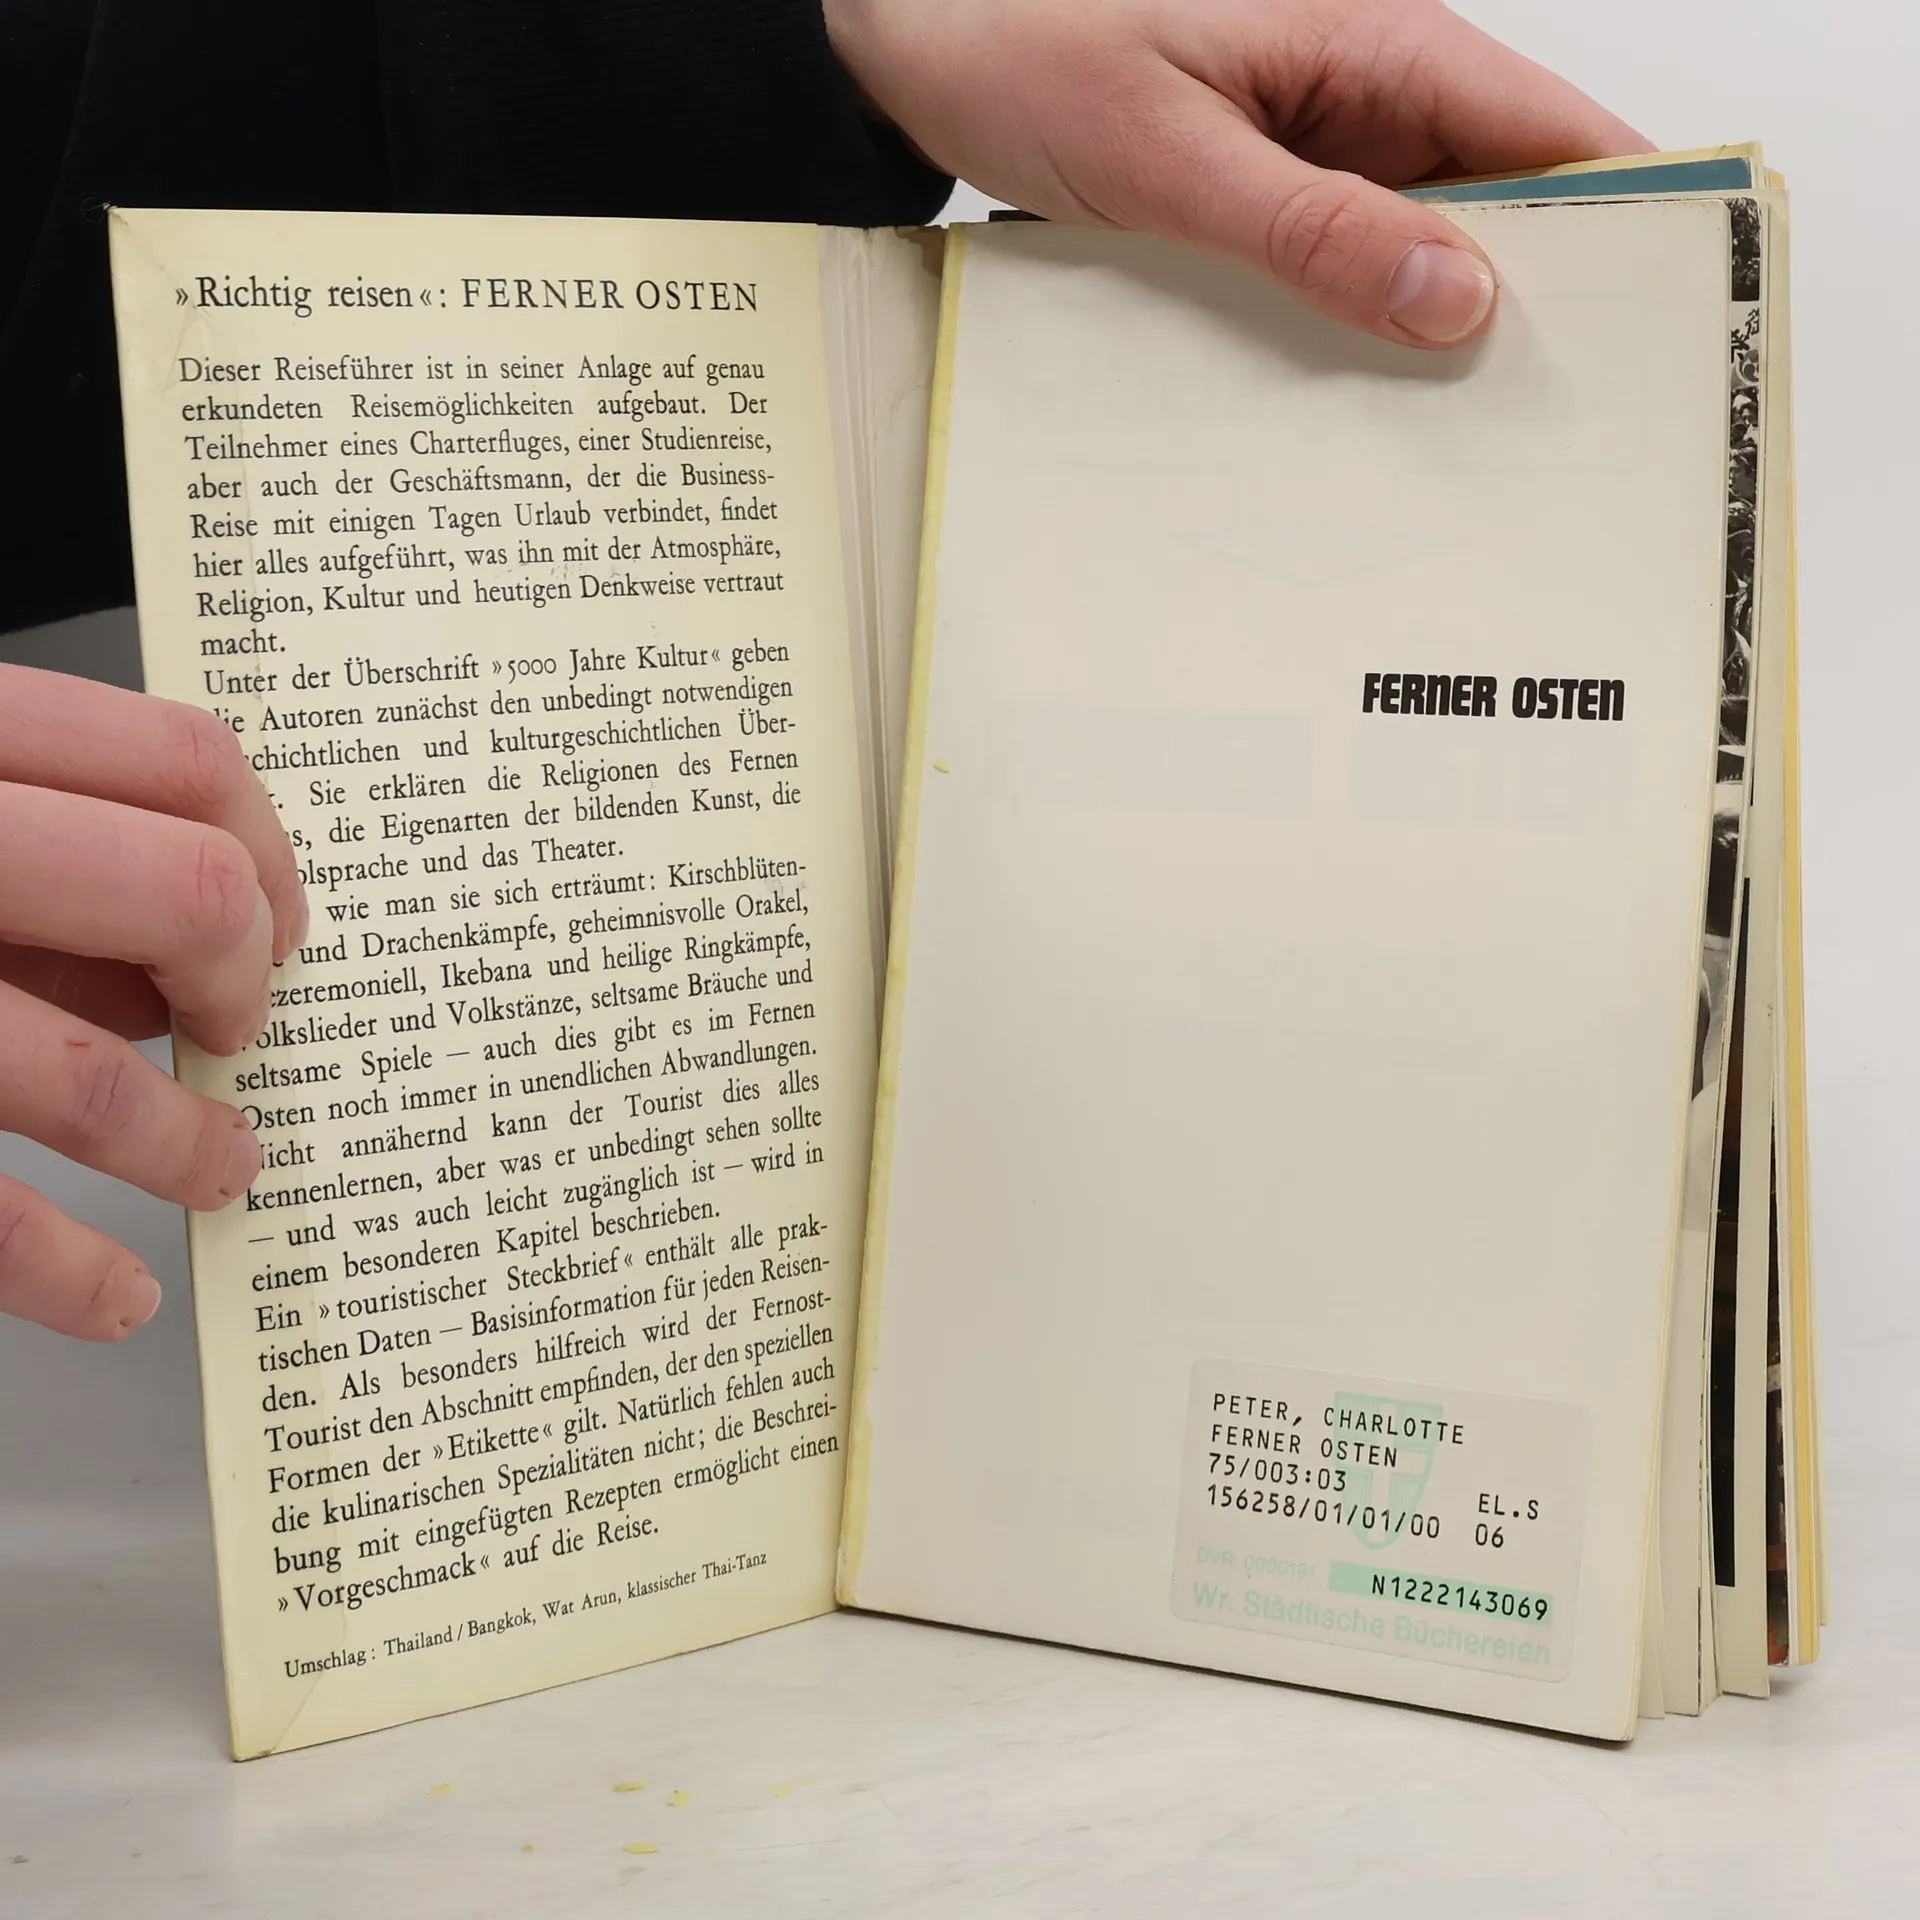 »Richtig reisen«: FERNER OSTEN
Dieser Reiseführer ist in seiner Anlage auf genau
erkundeten Reisemöglichkeiten aufgebaut. Der
Teilnehmer eines Charterfluges, einer Studienreise,
aber auch der Geschäftsmann, der die Business-
Reise mit einigen Tagen Urlaub verbindet, findet
hier alles aufgeführt, was ihn mit der Atmosphäre,
Religion, Kultur und heutigen Denkweise vertraut
macht.
Unter der Überschrift »5000 Jahre Kultur« geben
Autoren zunächst den unbedingt notwendigen
chichtlichen und kulturgeschichtlichen Über-
Sie erklären die Religionen des Fernen
s, die Eigenarten der bildenden Kunst, die
olsprache und das Theater.
wie man sie sich erträumt: Kirschblüten-
und Drachenkämpfe, geheimnisvolle Orakel,
zeremoniell, Ikebana und heilige Ringkämpfe,
olkslieder und Volkstänze, seltsame Bräuche und
seltsame Spiele — auch dies gibt es im Fernen
Osten noch immer in unendlichen Abwandlungen.
icht annähernd kann der Tourist dies alles
kennenlernen, aber was er unbedingt sehen sollte
— und was auch leicht zugänglich ist — wird in
einem besonderen Kapitel beschrieben.
Ein »touristischer Steckbrief« enthält alle prak-
tischen Daten — Basisinformation für jeden Reisen-
den. Als besonders hilfreich wird der Fernost-
Tourist den Abschnitt empfinden, der den speziellen
Formen der »Etikette« gilt. Natürlich fehlen auch
die kulinarischen Spezialitäten nicht; die Beschrei-
bung mit eingefügten Rezepten ermöglicht einen
»Vorgeschmack« auf die Reise.
Umschlag: Thailand/Bangkok, Wat Arun, klassischer Thai-Tanz
FERNER OSTEN
PETER, CHARLOTTE
FERNER OSTEN
75/003:03 EL.S
156258/01/01/00 06
DVR 0000191 N1222143069
Wr. Städtische Büchereien